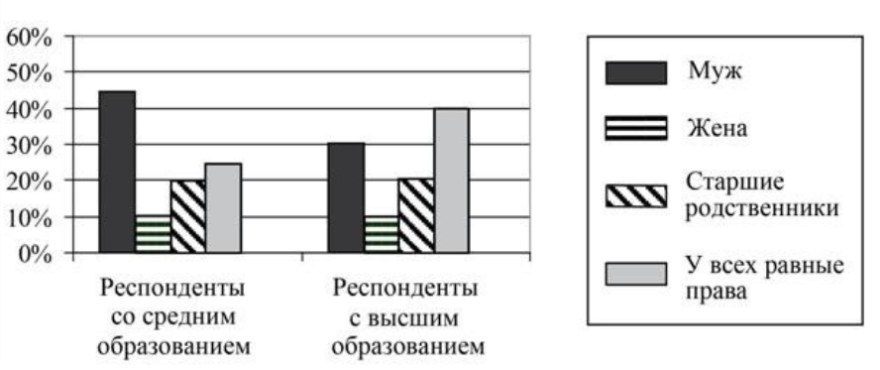 60%
50%
40%
30%
20%
10%
0%
Респонденты
со средним
образованием
Респонденты
с высшим
образованием
Муж
Жена
Старшие
родственники
У всех равные
права